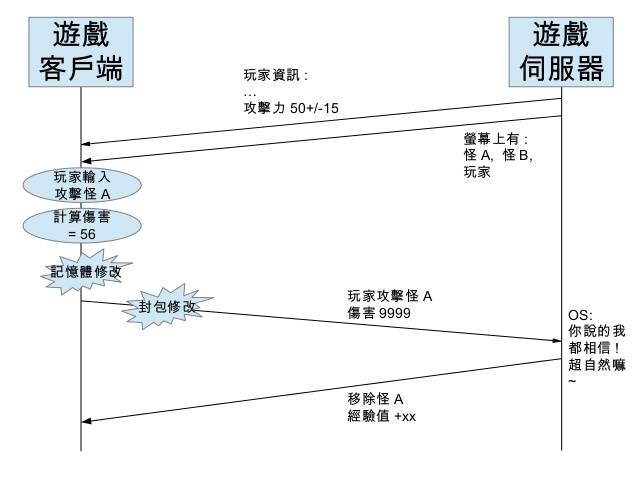 遊戲
客戶端
遊戲
伺服器
玩家資訊 :
...
攻擊力 50+/-15
螢幕上有 :
怪 A, 怪 B,
玩家
玩家輸入
攻擊怪 A
計算傷害
= 56
記憶體修改
封包修改
玩家攻擊怪 A
傷害 9999
OS:
你說的我
都相信 !
超自然嘛
~
移除怪 A
經驗值 +xx